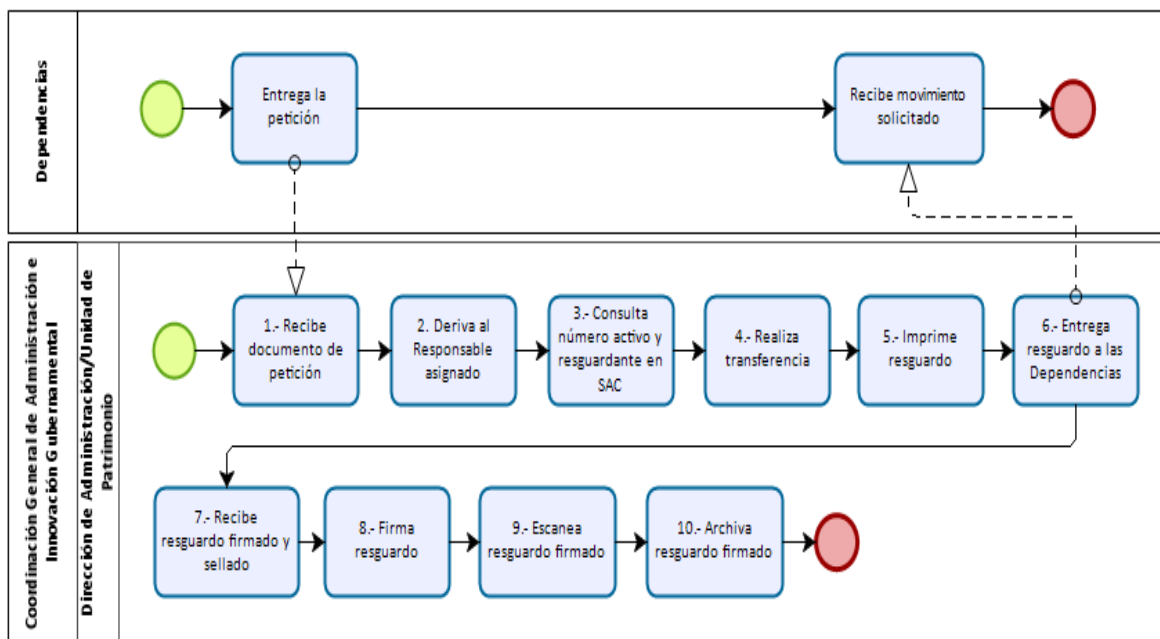 Dependencias
Entrega la
petición
Recibe movimiento
solicitado
Coordinación General de Administración e
Innovación Gubernamental
Dirección de Administración/Unidad de
Patrimonio
1.- Recibe
documento de
petición
2. Deriva al
Responsable
asignado
3.- Consulta
número activo y
resguardante en
SAC
4.- Realiza
transferencia
5.- Imprime
resguardo
6.- Entrega
resguardo a las
Dependencias
7.- Recibe
resguardo firmado y
sellado
8.- Firma
resguardo
9.- Escanea
resguardo firmado
10.- Archiva
resguardo firmado